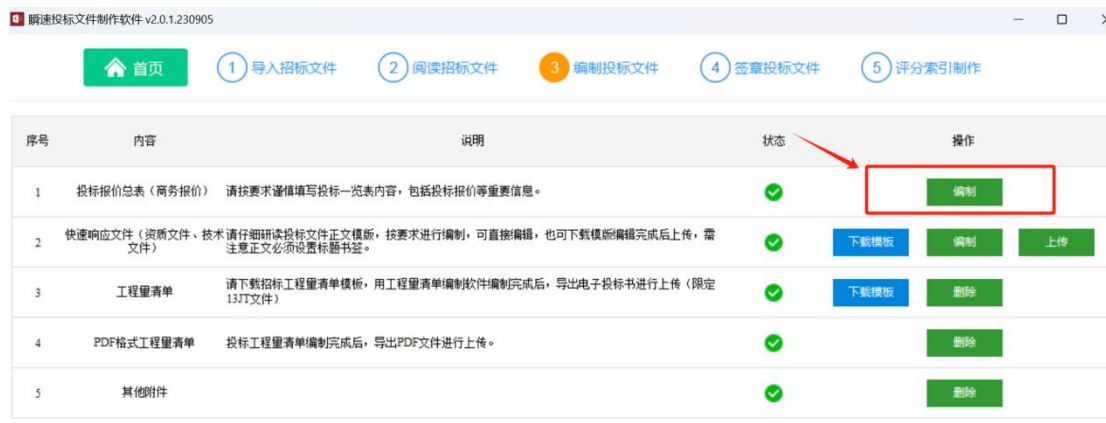 瞬速投标文件制作软件 v2.0.1.230905
首页 1 导入招标文件 2 阅读招标文件 3 编制投标文件 4 签章投标文件 5 评分索引制作
序号 内容 说明 状态 操作
1 投标报价总表（商务报价） 请按要求谨慎填写投标一览表内容，包括投标报价等重要信息。 编制
2 快速响应文件（资质文件、技术文件） 请仔细研读投标文件正文模版，按要求进行编制，可直接编辑，也可下载模版编辑完成后上传，需注意正文必须设置标题书签。 下载模板 编制 上传
3 工程量清单 请下载招标工程量清单模板，用工程量清单编制软件编制完成后，导出电子投标书进行上传（限定13JT文件） 下载模板 删除
4 PDF格式工程量清单 投标工程量清单编制完成后，导出PDF文件进行上传。 删除
5 其他附件 删除